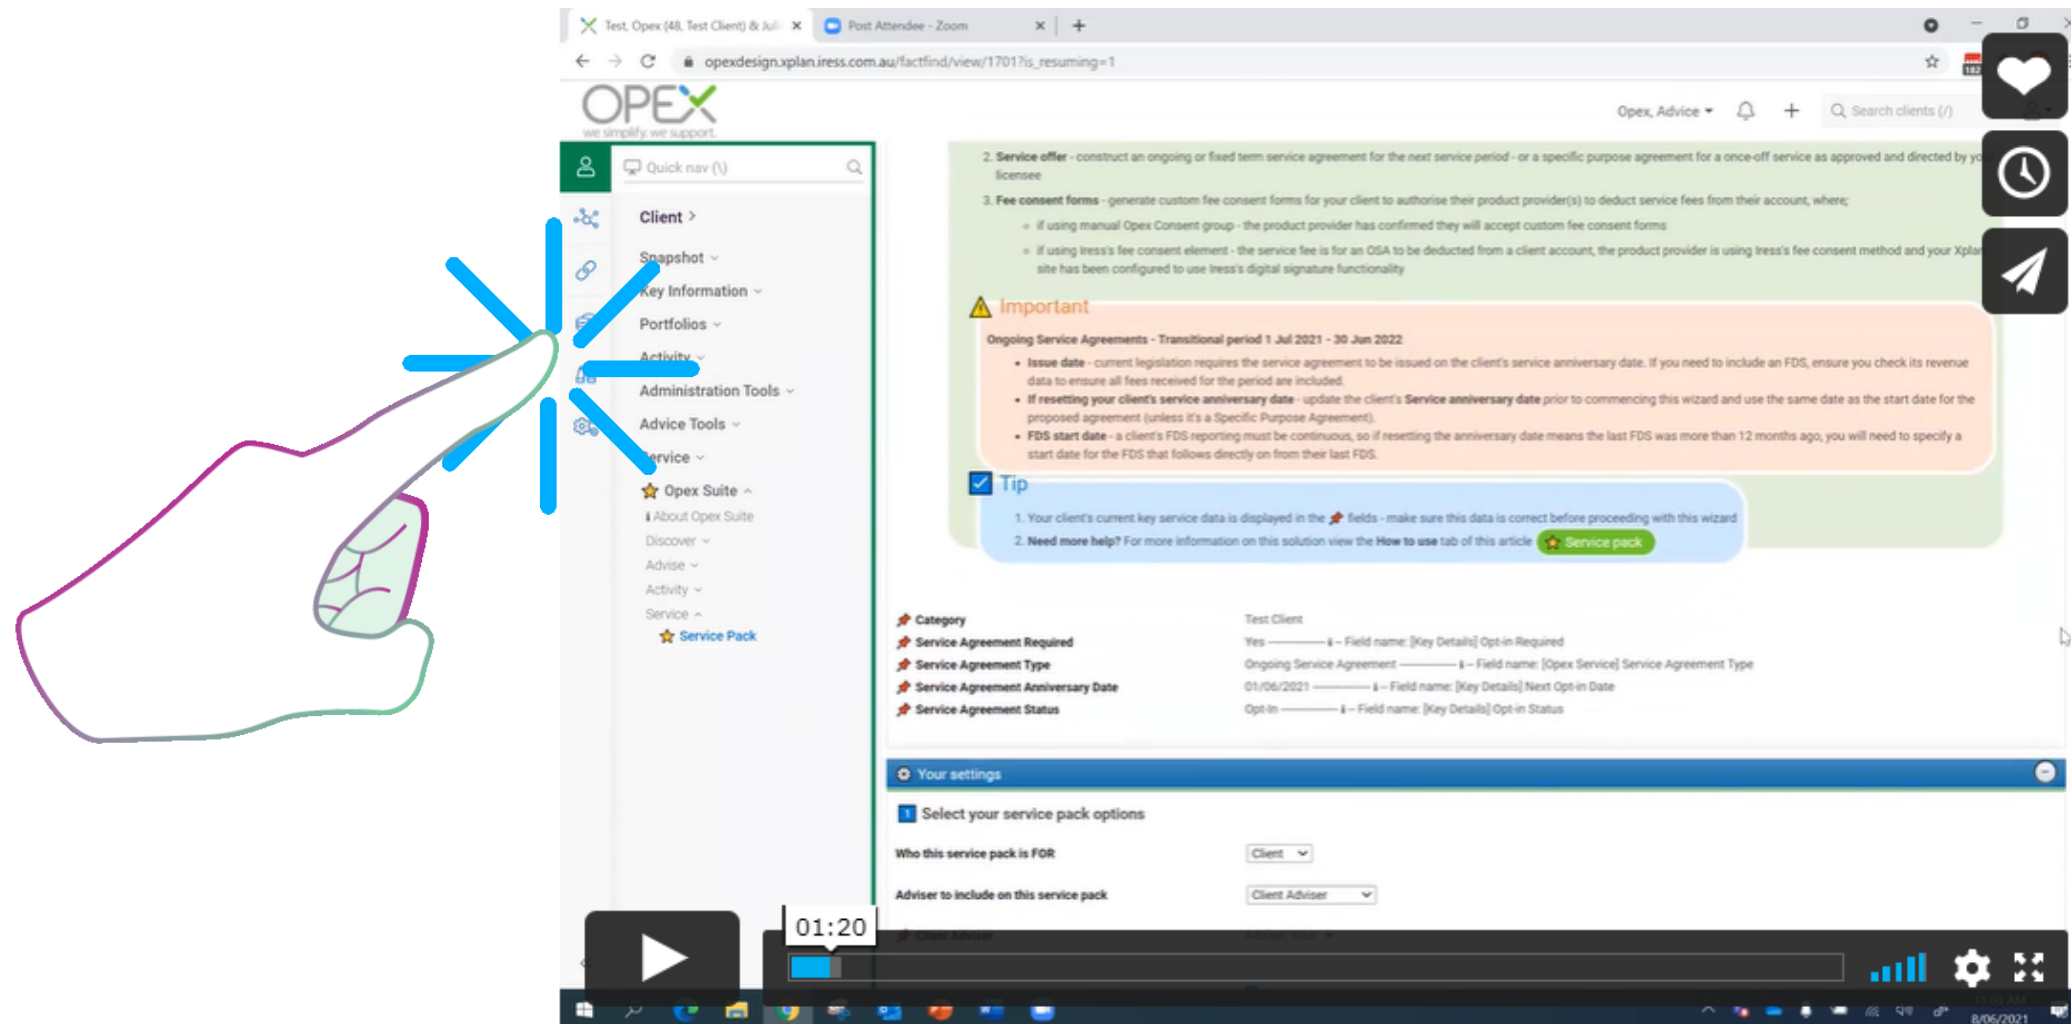 Test, Opex (48, Test Client) & Juli
Post Attendee - Zoom
opexdesign.xplan.iress.com.au/factfind/view/1701?is_resuming=1
OPEX
we simplify. we support.
Opex, Advice
Search clients (/)
Quick nav (\)
Client
Snapshot
Key Information
Portfolios
Activity
Administration Tools
Advice Tools
Service
Opex Suite
About Opex Suite
Discover
Advise
Activity
Service
Service Pack
2. Service offer - construct an ongoing or fixed term service agreement for the next service period - or a specific purpose agreement for a once-off service as approved and directed by
licensee
3. Fee consent forms - generate custom fee consent forms for your client to authorise their product provider(s) to deduct service fees from their account, where;
if using manual Opex Consent group - the product provider has confirmed they will accept custom fee consent forms
if using Iress's fee consent element - the service fee is for an OSA to be deducted from a client account, the product provider is using Iress's fee consent method and your Xplan
site has been configured to use Iress's digital signature functionality
Important
Ongoing Service Agreements - Transitional period 1 Jul 2021 - 30 Jun 2022
• Issue date - current legislation requires the service agreement to be issued on the client's service anniversary date. If you need to include an FDS, ensure you check its revenue
data to ensure all fees received for the period are included.
• If resetting your client's service anniversary date - update the client's Service anniversary date prior to commencing this wizard and use the same date as the start date for the
proposed agreement (unless it's a Specific Purpose Agreement).
• FDS start date - a client's FDS reporting must be continuous, so if resetting the anniversary date means the last FDS was more than 12 months ago, you will need to specify a
start date for the FDS that follows directly on from their last FDS.
Tip
1. Your client's current key service data is displayed in the fields - make sure this data is correct before proceeding with this wizard
2. Need more help? For more information on this solution view the How to use tab of this article Service pack
Category Test Client
Service Agreement Required Yes ———— i – Field name: [Key Details] Opt-in Required
Service Agreement Type Ongoing Service Agreement ———— i – Field name: [Opex Service] Service Agreement Type
Service Agreement Anniversary Date 01/06/2021 ———— i – Field name: [Key Details] Next Opt-in Date
Service Agreement Status Opt-In ———— i – Field name: [Key Details] Opt-in Status
Your settings
1 Select your service pack options
Who this service pack is FOR Client
Adviser to include on this service pack Client Adviser
Client Adviser
01:20
8/06/2021